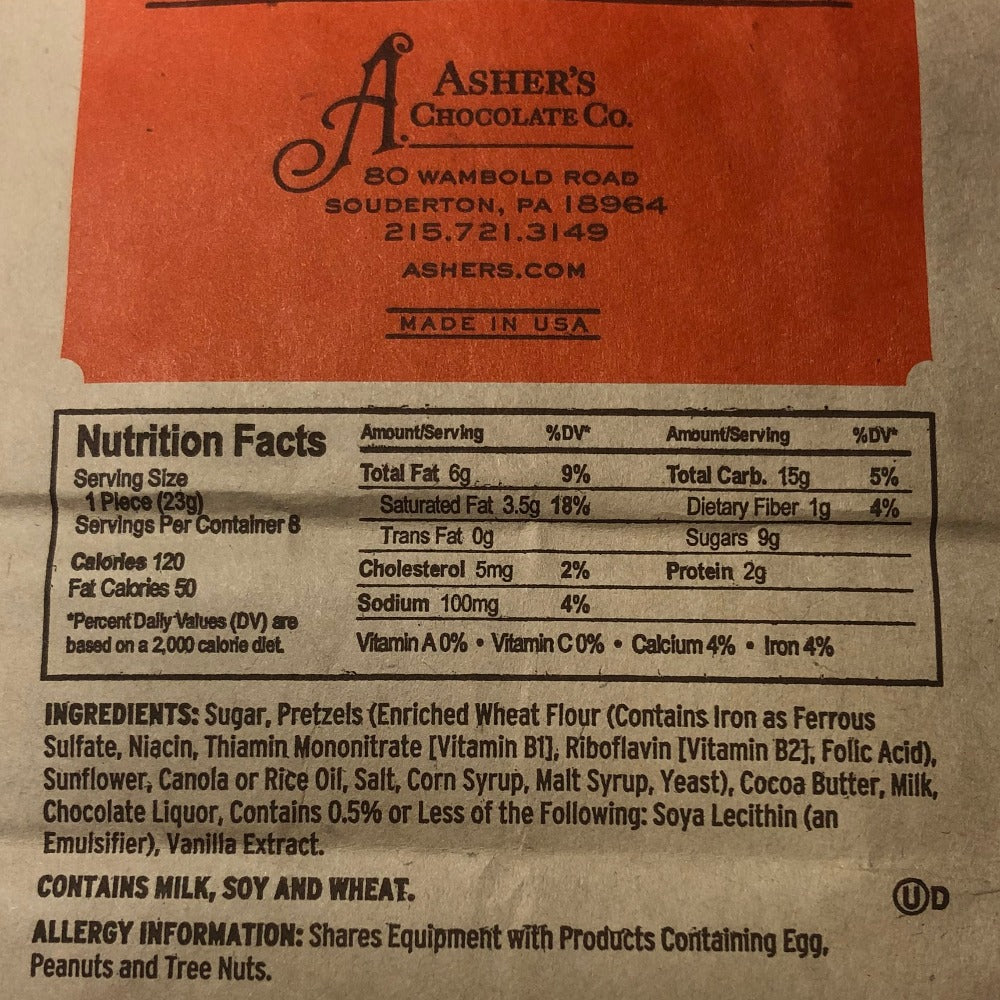 A.
ASHER'S
CHOCOLATE CO.
80 WAMBOLD ROAD
SOUDERTON, PA 18964
215.721.3149
ASHERS.COM
MADE IN USA
Nutrition Facts
Serving Size
1 Piece (23g)
Servings Per Container 8
Calories 120
Fat Calories 50
*Percent Daily Values (DV) are
based on a 2,000 calorie diet.
Amount/Serving %DV*
Total Fat 6g 9%
Saturated Fat 3.5g 18%
Trans Fat 0g
Cholesterol 5mg 2%
Sodium 100mg 4%
Amount/Serving %DV*
Total Carb. 15g 5%
Dietary Fiber 1g 4%
Sugars 9g
Protein 2g
Vitamin A 0% • Vitamin C 0% • Calcium 4% • Iron 4%
INGREDIENTS: Sugar, Pretzels (Enriched Wheat Flour (Contains Iron as Ferrous
Sulfate, Niacin, Thiamin Mononitrate [Vitamin B1], Riboflavin [Vitamin B2], Folic Acid),
Sunflower, Canola or Rice Oil, Salt, Corn Syrup, Malt Syrup, Yeast), Cocoa Butter, Milk,
Chocolate Liquor, Contains 0.5% or Less of the Following: Soya Lecithin (an
Emulsifier), Vanilla Extract.
CONTAINS MILK, SOY AND WHEAT.
ⓊD
ALLERGY INFORMATION: Shares Equipment with Products Containing Egg,
Peanuts and Tree Nuts.